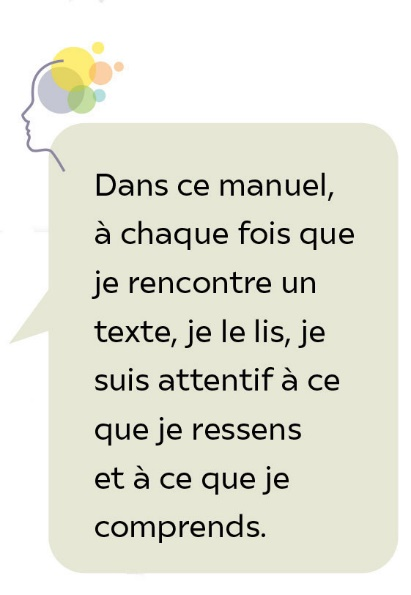 Dans ce manuel,
à chaque fois que
je rencontre un
texte, je le lis, je
suis attentif à ce
que je ressens
et à ce que je
comprends.